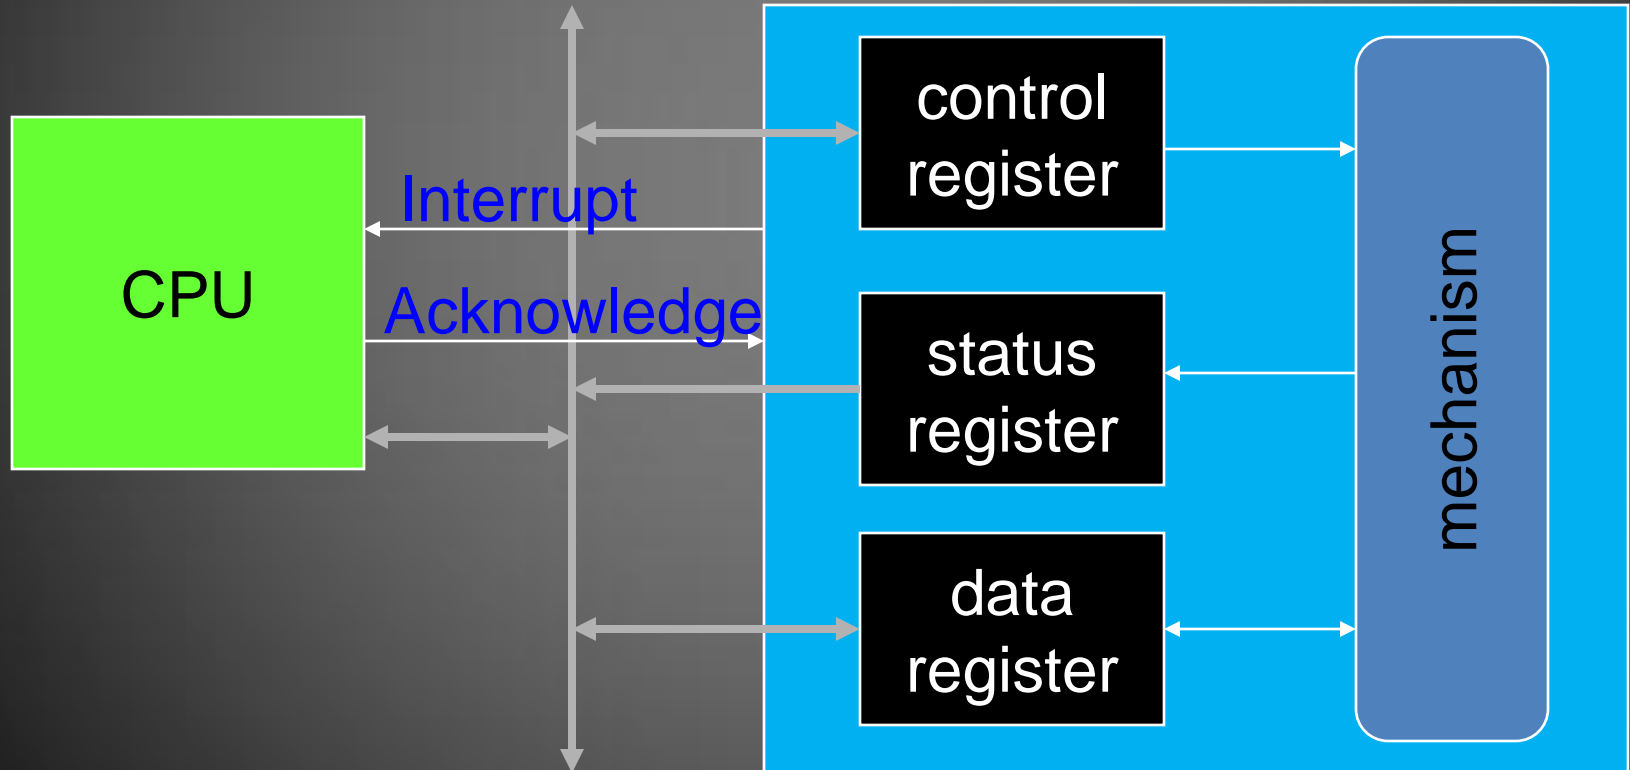 CPU
Interrupt
Acknowledge
control
register
status
register
data
register
mechanism